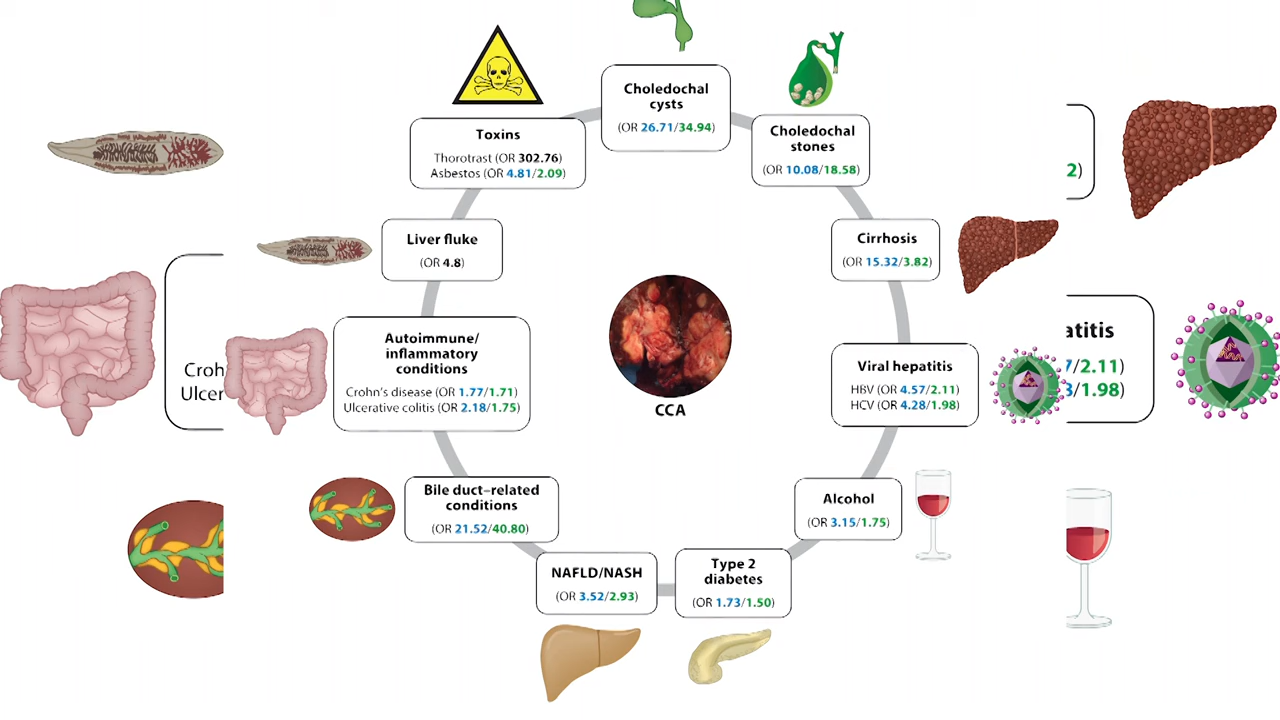 Choledochal
cysts
(OR 26.71/34.94)
Toxins
Thorotrast (OR 302.76)
Asbestos (OR 4.81/2.09)
Choledochal
stones
(OR 10.08/18.58)
2)
Liver fluke
(OR 4.8)
Cirrhosis
(OR 15.32/3.82)
Autoimmune/
inflammatory
conditions
Crohn's disease (OR 1.77/1.71)
Ulcerative colitis (OR 2.18/1.75)
Viral hepatitis
HBV (OR 4.57/2.11)
HCV (OR 4.28/1.98)
atitis
7/2.11)
/1.98)
Croh
Ulcer
CCA
Bile duct–related
conditions
(OR 21.52/40.80)
Alcohol
(OR 3.15/1.75)
NAFLD/NASH
(OR 3.52/2.93)
Type 2
diabetes
(OR 1.73/1.50)